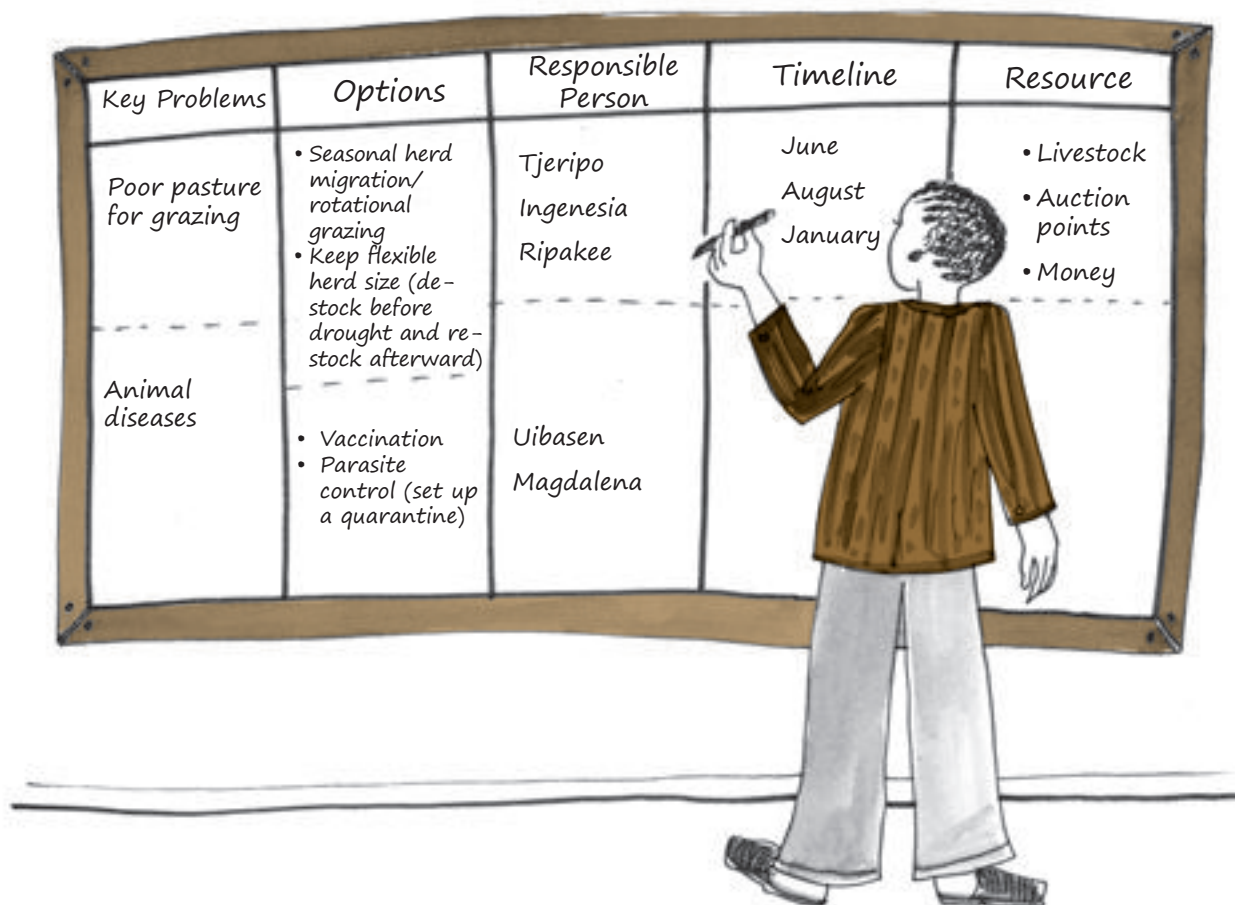 Key Problems
Options
Responsible
Person
Timeline
Resource
Poor pasture
for grazing
• Seasonal herd
migration/
rotational
grazing
• Keep flexible
herd size (de-
stock before
drought and re-
stock afterward)
Tjeripo
Ingenesia
Ripakee
June
August
January
• Livestock
• Auction
points
• Money
Animal
diseases
• Vaccination
• Parasite
control (set up
a quarantine)
Uibasen
Magdalena